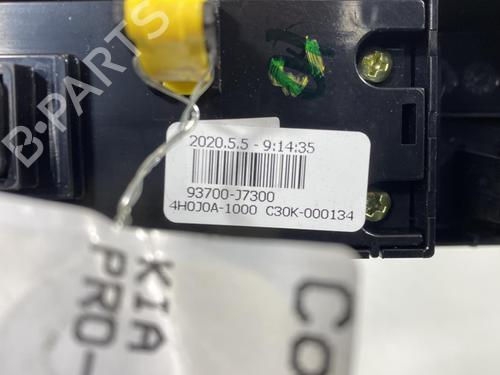 B-PARTS
2020.5.5 - 9:14:35
93700-J7300
4H0J0A-1000 C30K-000134
KIA
PRO-
Co